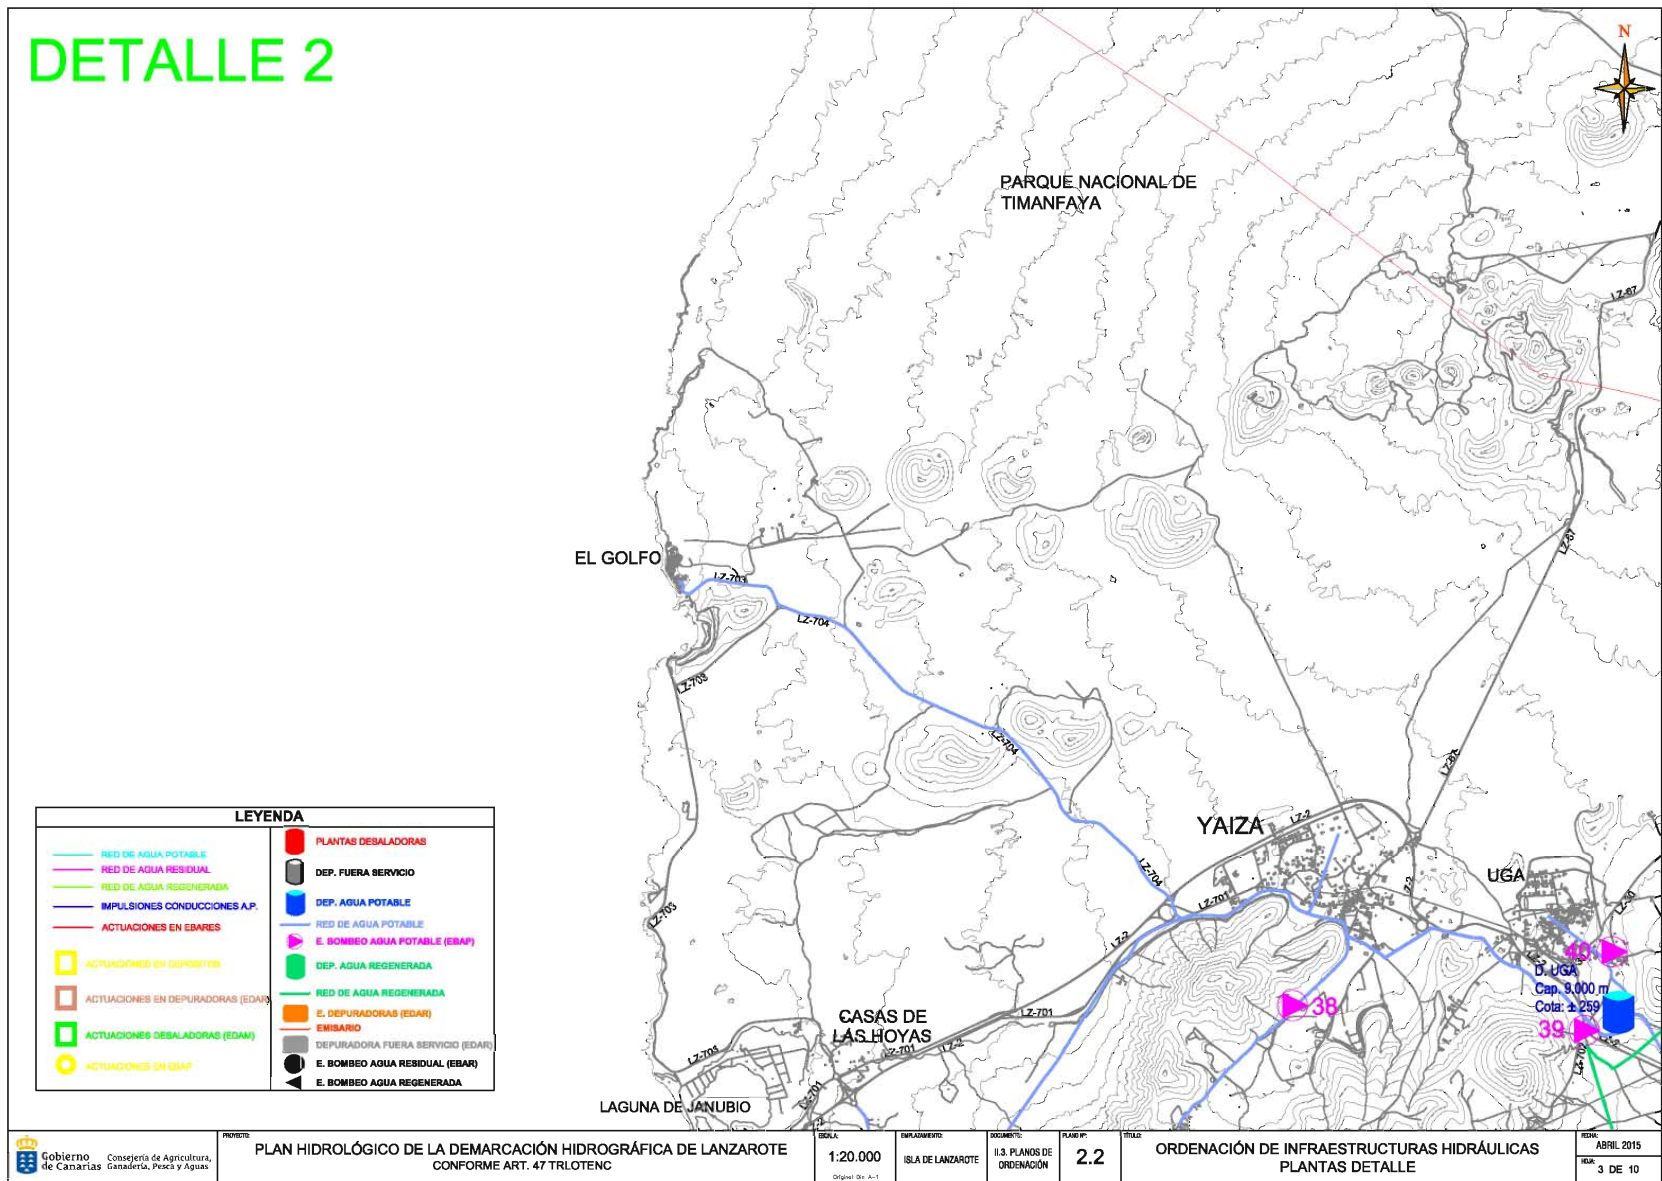 DETALLE 2
N
PARQUE NACIONAL DE
TIMANFAYA
LZ-67
LZ-67
EL GOLFO
LZ-703
LZ-704
LZ-703
LZ-704
LZ-67
YAIZA
LZ-2
LZ-704
LZ-701
LZ-2
UGA
LZ-30
LZ-703
LZ-2
40
D. UGA
Cap. 9.000 m
Cota: ± 259
38
39
LZ-2
LZ-702
CASAS DE
LAS HOYAS
LZ-701
LZ-701
LZ-2
LZ-703
LZ-701
LAGUNA DE JANUBIO
LEYENDA
RED DE AGUA POTABLE
RED DE AGUA RESIDUAL
RED DE AGUA REGENERADA
IMPULSIONES CONDUCCIONES A.P.
ACTUACIONES EN EBARES
ACTUACIONES EN DEPOSITOS
ACTUACIONES EN DEPURADORAS (EDAR)
ACTUACIONES DESALADORAS (EDAM)
ACTUACIONES EN EBAP
PLANTAS DESALADORAS
DEP. FUERA SERVICIO
DEP. AGUA POTABLE
RED DE AGUA POTABLE
E. BOMBEO AGUA POTABLE (EBAP)
DEP. AGUA REGENERADA
RED DE AGUA REGENERADA
E. DEPURADORAS (EDAR)
EMISARIO
DEPURADORA FUERA SERVICIO (EDAR)
E. BOMBEO AGUA RESIDUAL (EBAR)
E. BOMBEO AGUA REGENERADA
Gobierno
de Canarias
Consejería de Agricultura,
Ganadería, Pesca y Aguas
PROYECTO:
PLAN HIDROLÓGICO DE LA DEMARCACIÓN HIDROGRÁFICA DE LANZAROTE
CONFORME ART. 47 TRLOTENC
ESCALA:
1:20.000
Original Din A-1
EMPLAZAMIENTO:
ISLA DE LANZAROTE
DOCUMENTO:
II.3. PLANOS DE
ORDENACIÓN
PLANO Nº:
2.2
TÍTULO:
ORDENACIÓN DE INFRAESTRUCTURAS HIDRÁULICAS
PLANTAS DETALLE
FECHA:
ABRIL 2015
HOJA:
3 DE 10